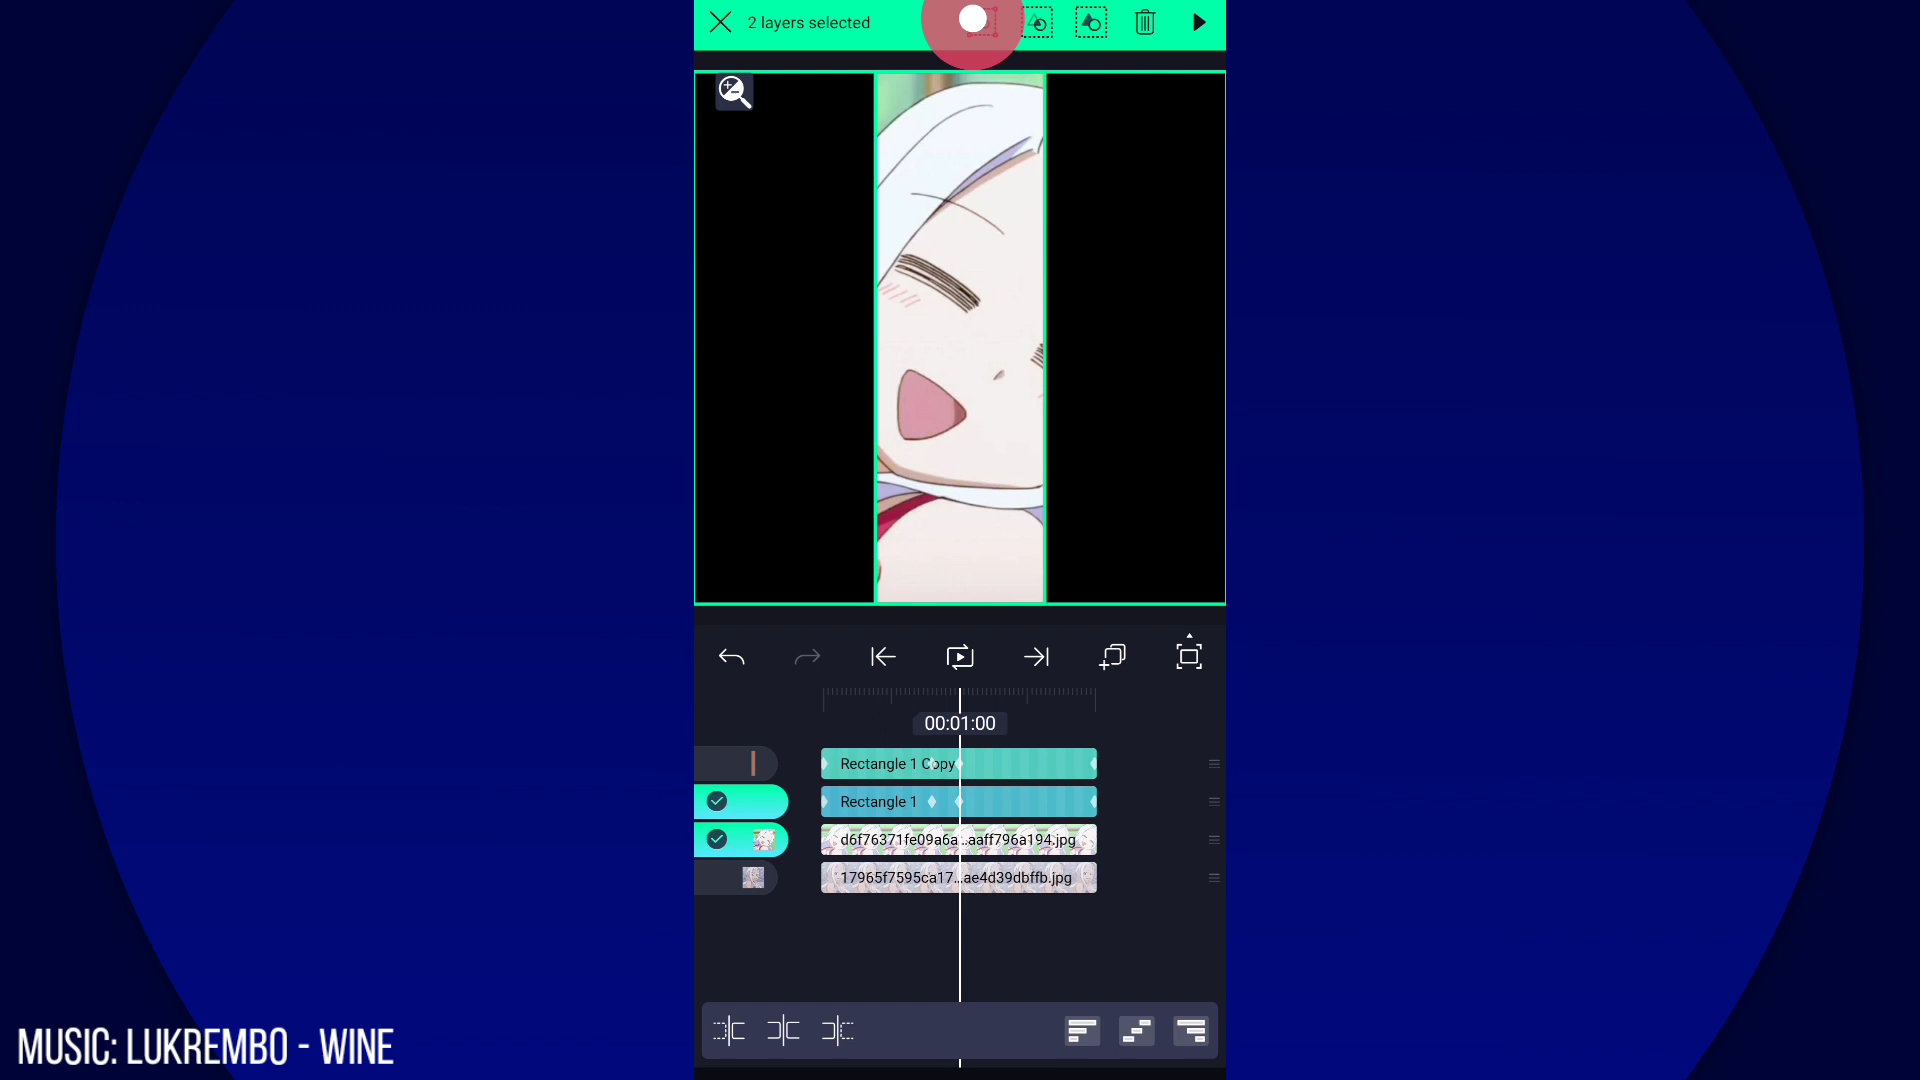 2 layers selected
00:01:00
Rectangle 1 Copy
Rectangle 1
d6f76371fe09a6a...aaff796a194.jpg
17965f7595ca17...ae4d39dbffb.jpg
MUSIC: LUKREMBO - WINE